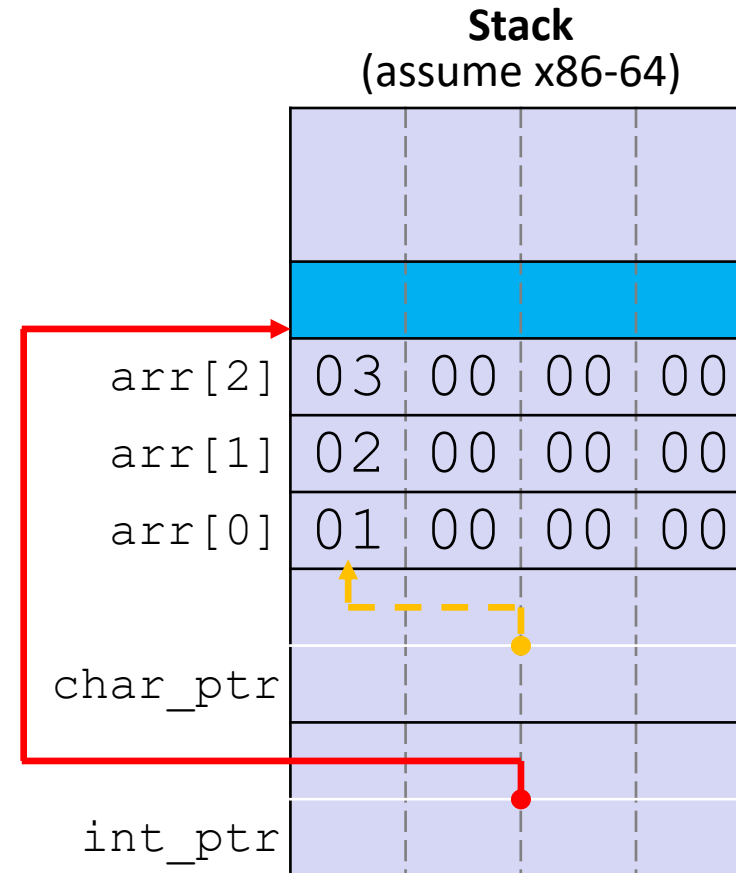 Stack
(assume x86-64)
arr[2] 03 00 00 00
arr[1] 02 00 00 00
arr[0] 01 00 00 00
char_ptr
int_ptr